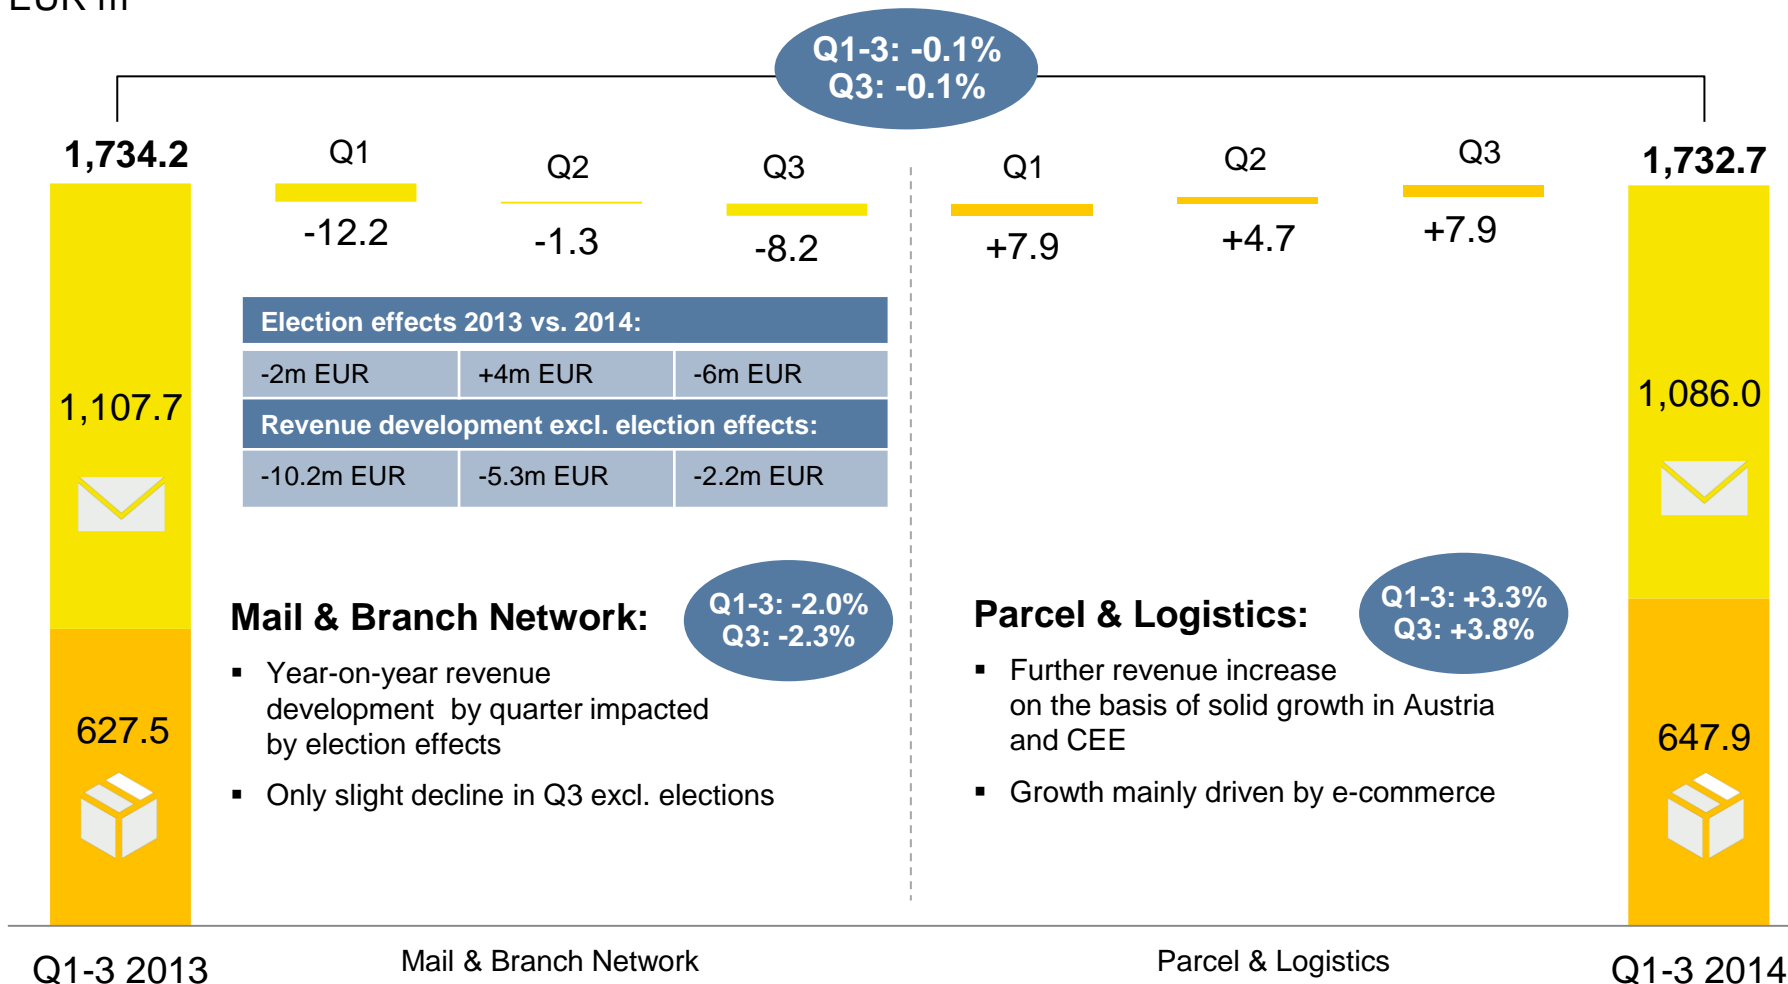 Q1-3: -0.1%
Q3: -0.1%
1,734.2
Q1
Q2
Q3
Q1
Q2
Q3
1,732.7
-12.2
-1.3
-8.2
+7.9
+4.7
+7.9
Election effects 2013 vs. 2014:
-2m EUR +4m EUR -6m EUR
Revenue development excl. election effects:
-10.2m EUR -5.3m EUR -2.2m EUR
1,107.7
1,086.0
Mail & Branch Network:
Q1-3: -2.0%
Q3: -2.3%
▪ Year-on-year revenue
development by quarter impacted
by election effects
▪ Only slight decline in Q3 excl. elections
Parcel & Logistics:
Q1-3: +3.3%
Q3: +3.8%
▪ Further revenue increase
on the basis of solid growth in Austria
and CEE
▪ Growth mainly driven by e-commerce
627.5
647.9
Q1-3 2013
Mail & Branch Network
Parcel & Logistics
Q1-3 2014